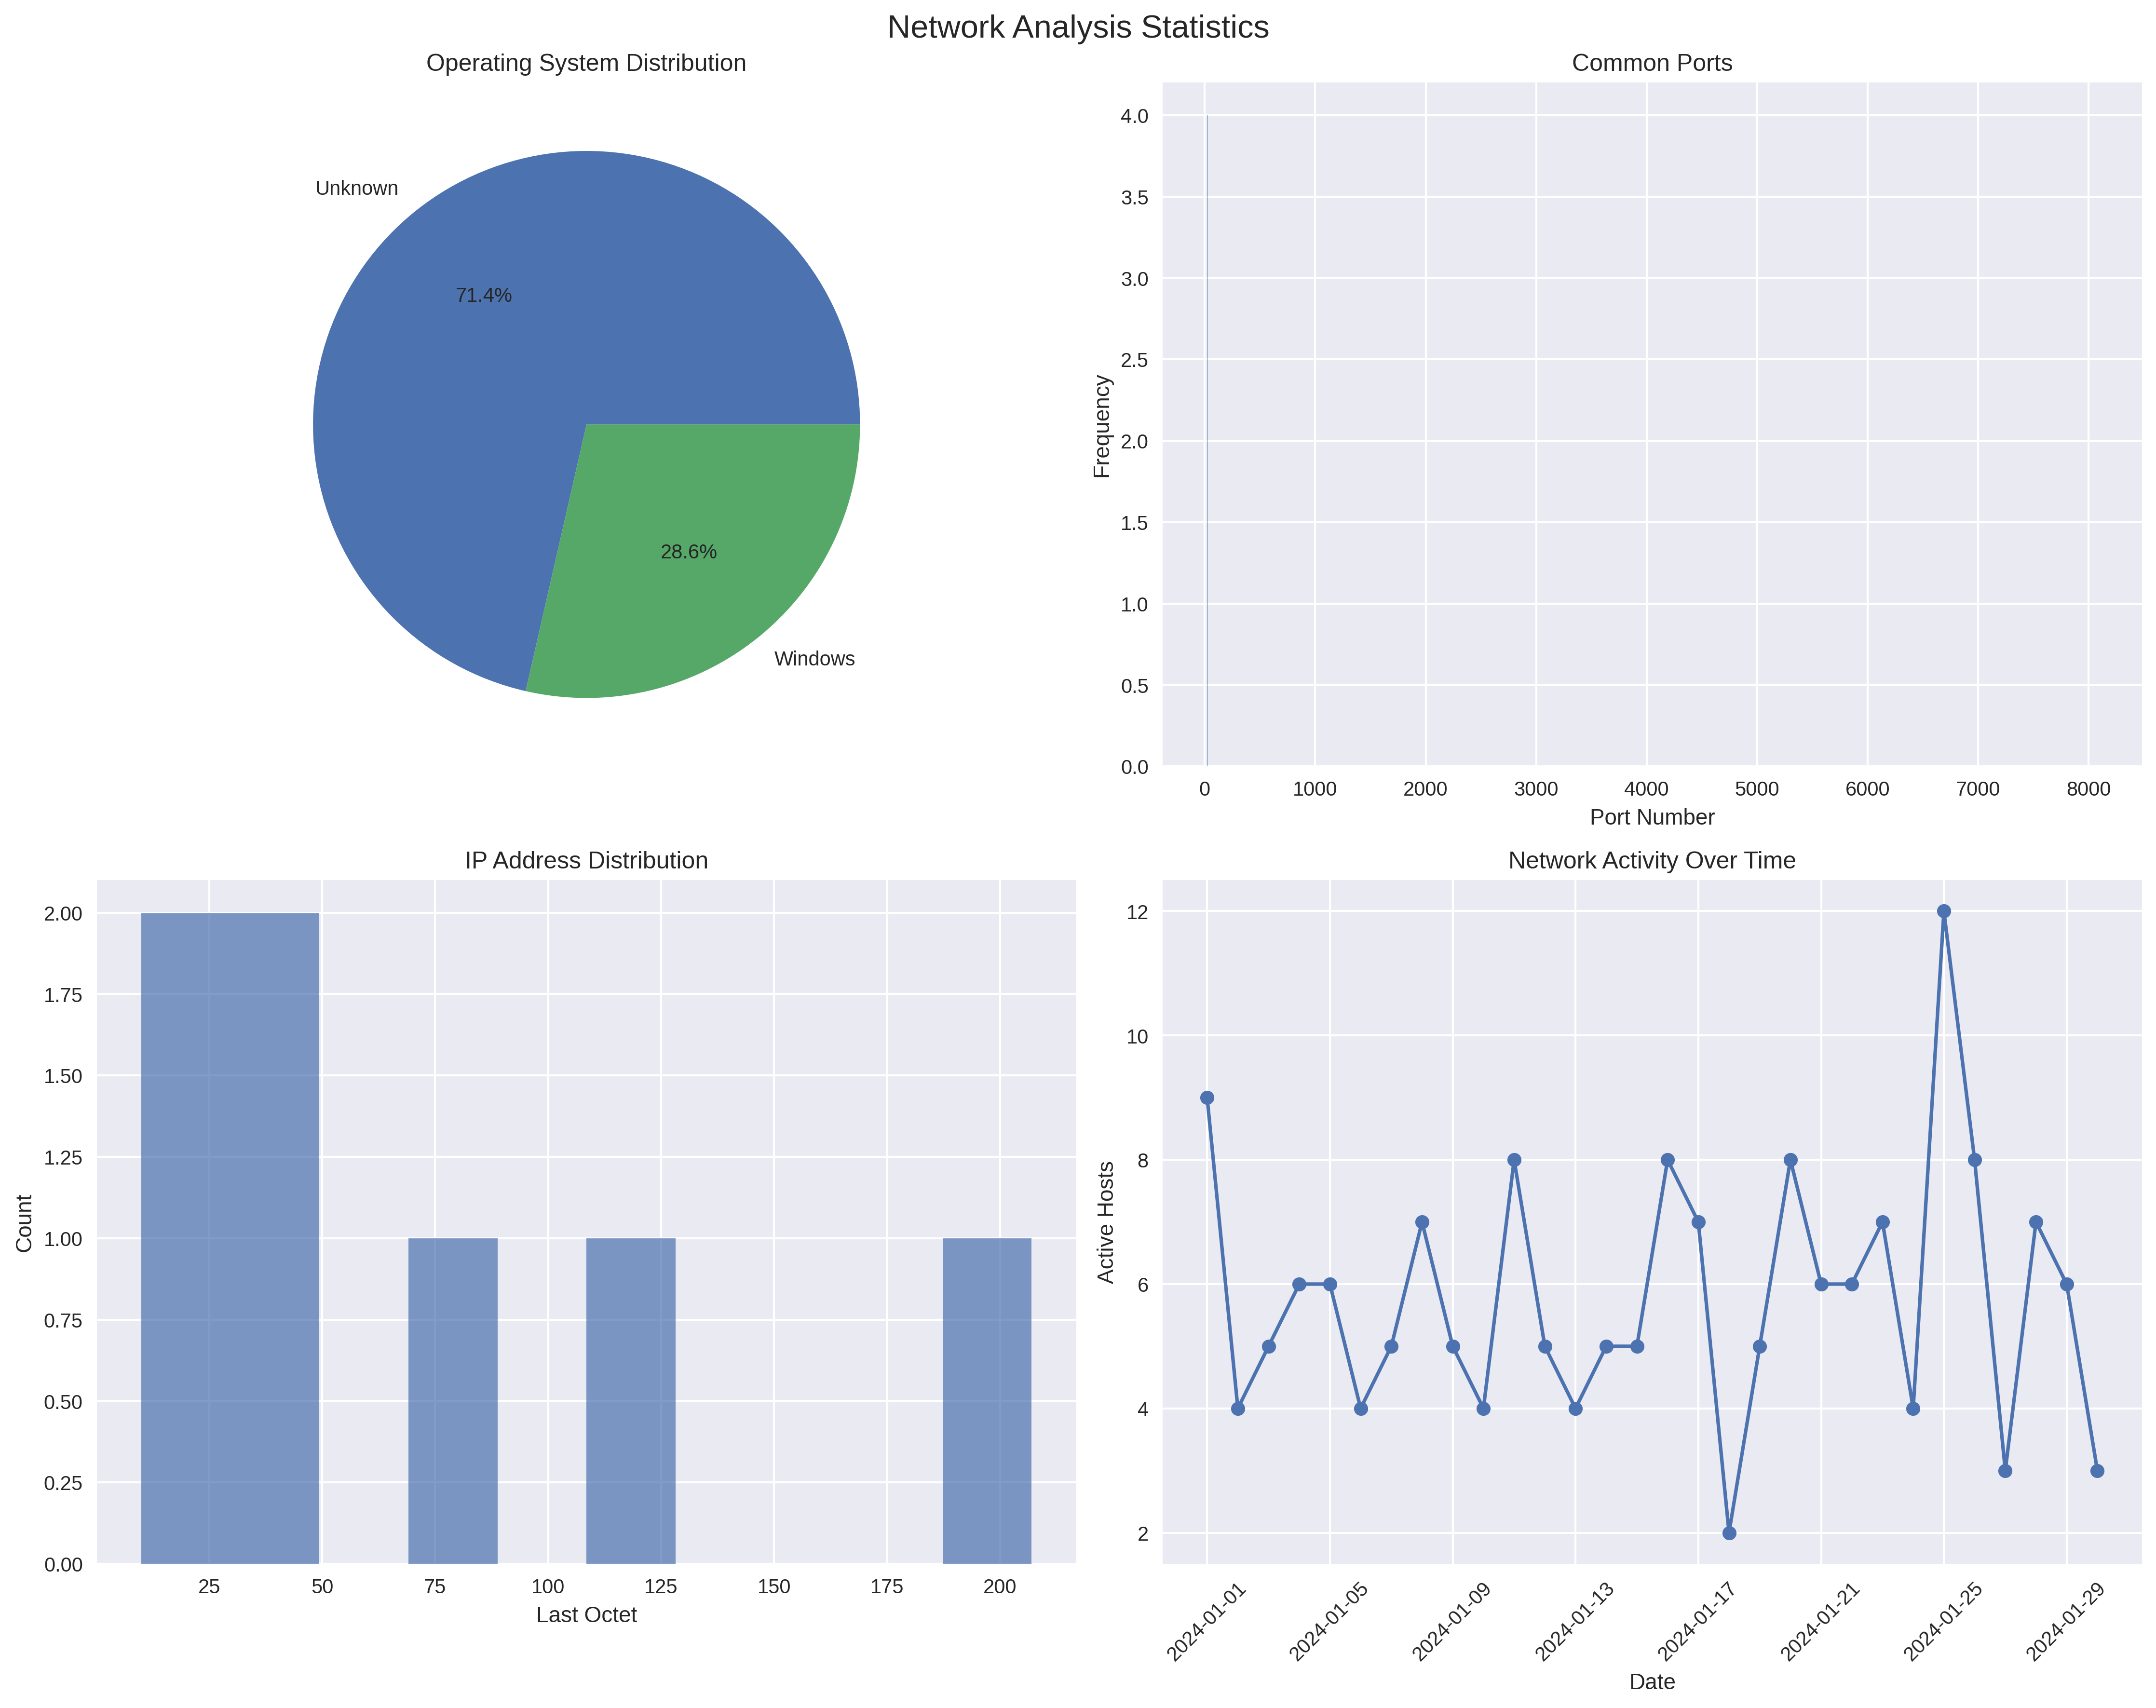 Network Analysis Statistics
Operating System Distribution
Unknown
71.4%
28.6%
Windows
Common Ports
4.0
3.5
3.0
2.5
2.0
1.5
1.0
0.5
0.0
Frequency
0 1000 2000 3000 4000 5000 6000 7000 8000
Port Number
IP Address Distribution
2.00
1.75
1.50
1.25
1.00
0.75
0.50
0.25
0.00
Count
25 50 75 100 125 150 175 200
Last Octet
Network Activity Over Time
12
10
8
6
4
2
Active Hosts
2024-01-01 2024-01-05 2024-01-09 2024-01-13 2024-01-17 2024-01-21 2024-01-25 2024-01-29
Date